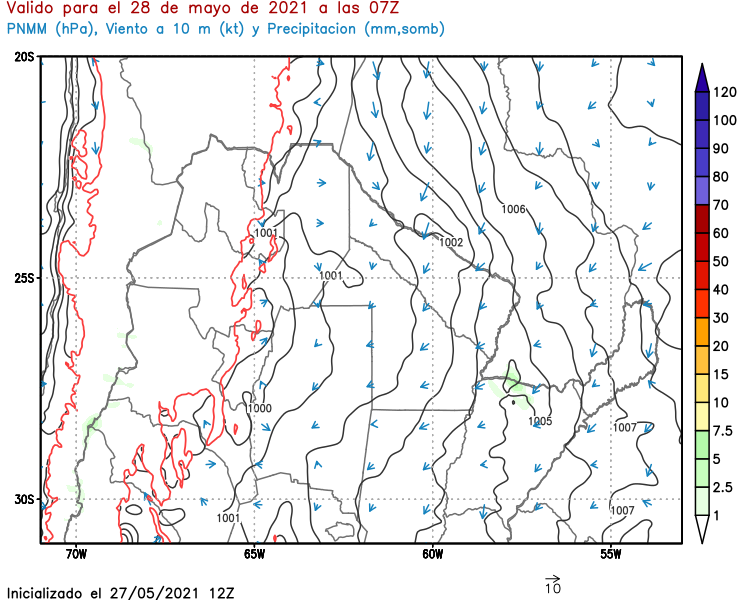 Valido para el 28 de mayo de 2021 a las 07Z
PNMM (hPa), Viento a 10 m (kt) y Precipitacion (mm,somb)
20S
120
100
90
80
70
60
50
40
30
20
15
10
7.5
5
2.5
1
1006
1001
1002
25S
1001
1000
1005
1007
30S
1001
1007
70W
65W
60W
55W
10
Inicializado el 27/05/2021 12Z